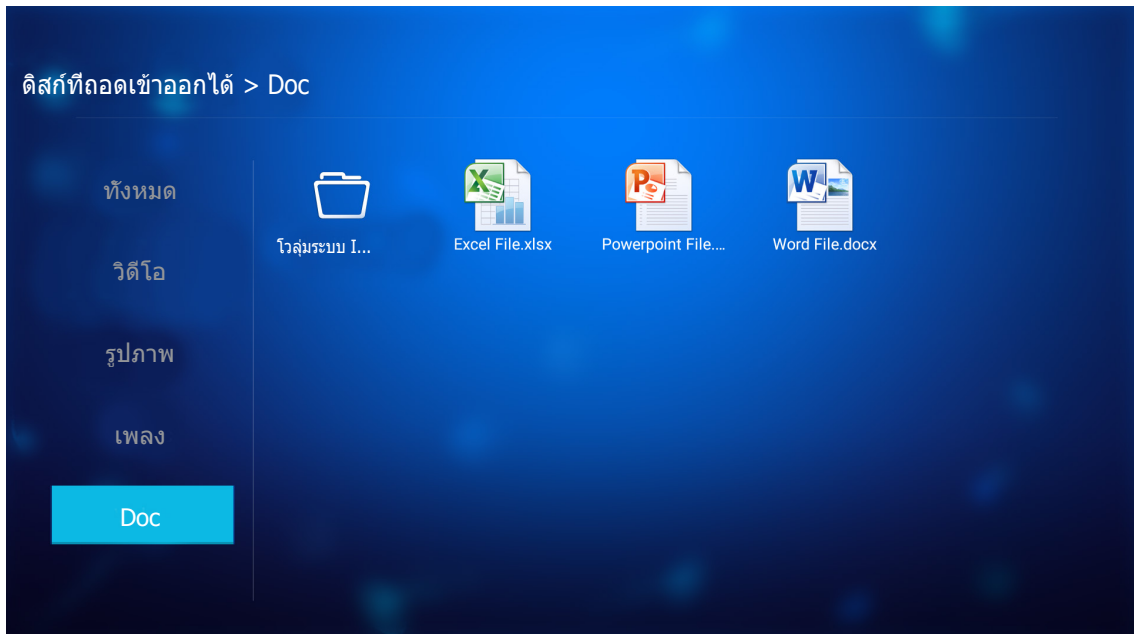 ดิสก์ที่ถอดเข้าออกได้ > Doc
ทั้งหมด
วิดีโอ
รูปภาพ
เพลง
Doc
โวลุ่มระบบ I...
Excel File.xlsx
Powerpoint File....
Word File.docx